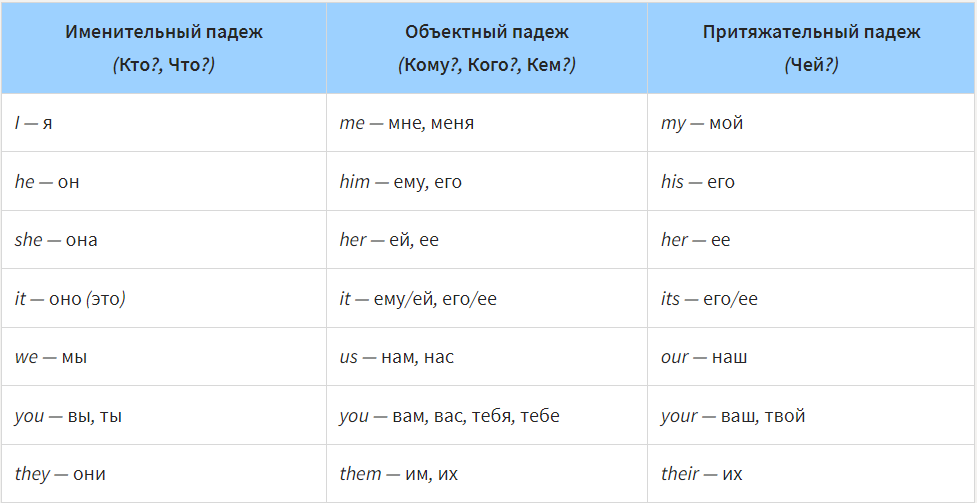 Именительный падеж Объектный падеж Притяжательный падеж
(Кто?, Что?) (Кому?, Кого?, Кем?) (Чей?)
I — я me — мне, меня my — мой
he — он him — ему, его his — его
she — она her — ей, ее her — ее
it — оно (это) it — ему/ей, его/ее its — его/ее
we — мы us — нам, нас our — наш
you — вы, ты you — вам, вас, тебя, тебе your — ваш, твой
they — они them — им, их their — их